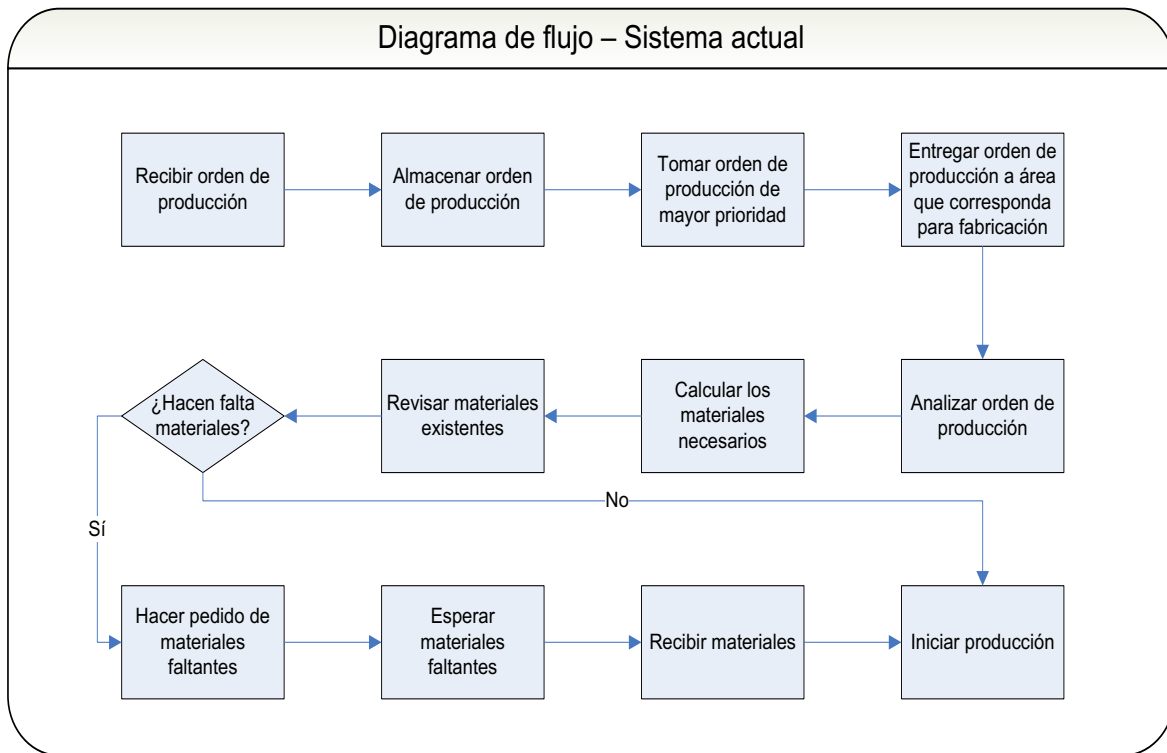 Diagrama de flujo – Sistema actual
Recibir orden de
producción
Almacenar orden
de producción
Tomar orden de
producción de
mayor prioridad
Entregar orden de
producción a área
que corresponda
para fabricación
¿Hacen falta
materiales?
Revisar materiales
existentes
Calcular los
materiales
necesarios
Analizar orden de
producción
No
Sí
Hacer pedido de
materiales
faltantes
Esperar
materiales
faltantes
Recibir materiales
Iniciar producción